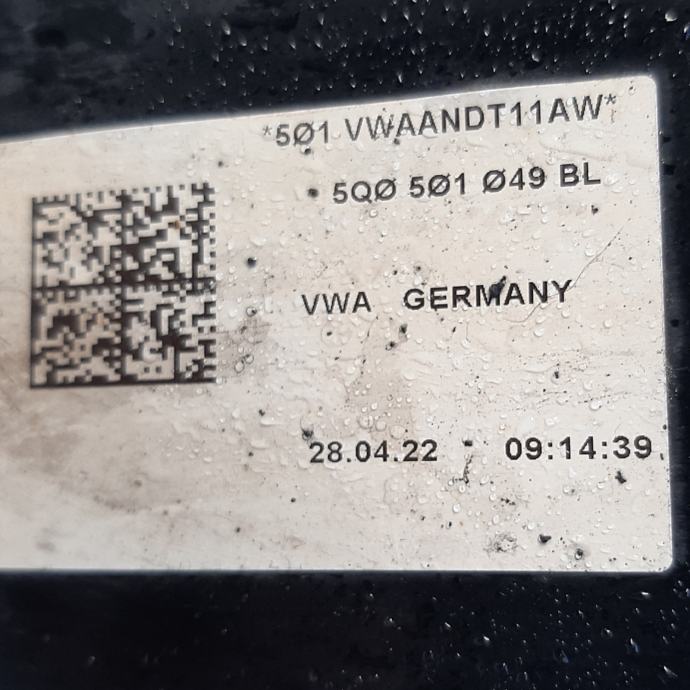 *5Ø1 VWAANDT11AW*
5QØ 5Ø1 Ø49 BL
VWA GERMANY
28.04.22 - 09:14:39